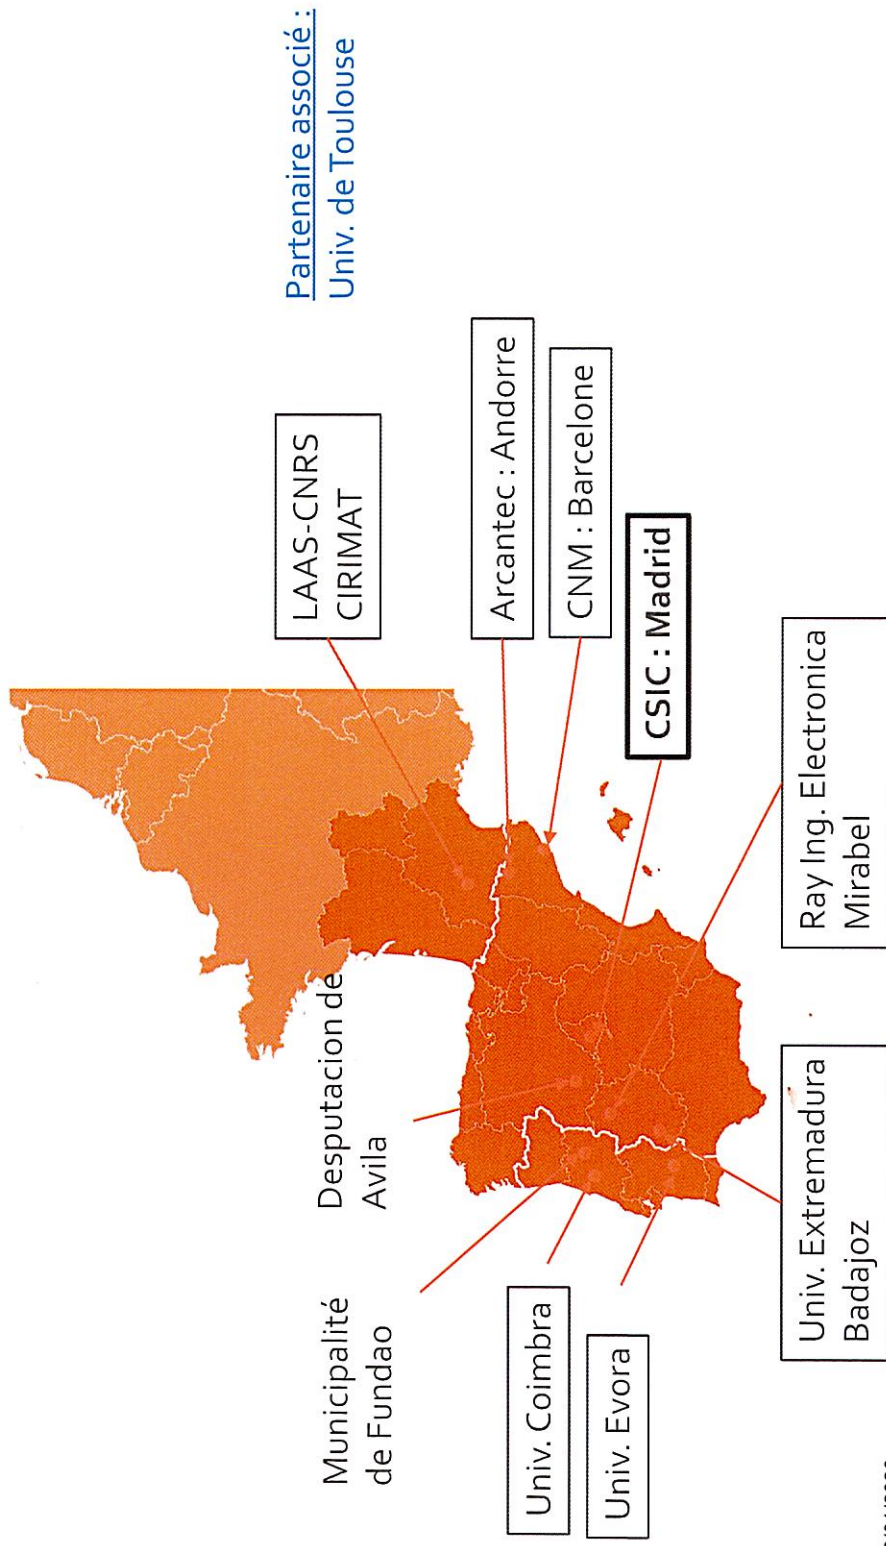 Partenaire associé :
Univ. de Toulouse
LAAS-CNRS
CIRIMAT
Arcantec : Andorre
CNM : Barcelone
CSIC : Madrid
Ray Ing. Electronica
Mirabel
Desputacion de
Avila
Municipalité
de Fundao
Univ. Coimbra
Univ. Evora
Univ. Extremadura
Badajoz